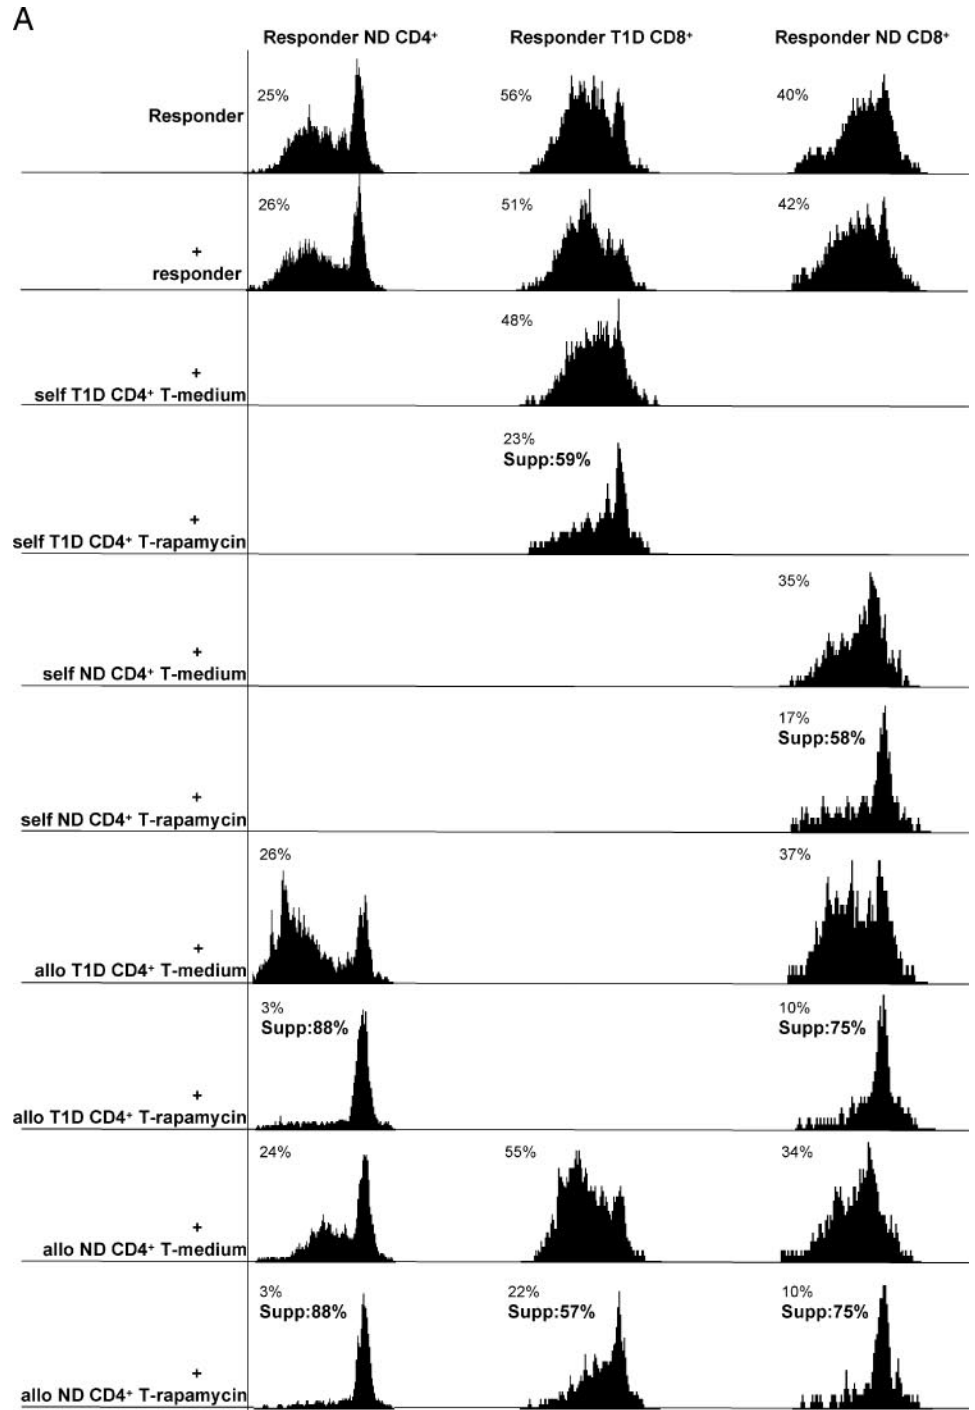 A
Responder ND CD4⁺ Responder T1D CD8⁺ Responder ND CD8⁺
25% 56% 40%
Responder
26% 51% 42%
+
responder
48%
+
self T1D CD4⁺ T-medium
23%
Supp:59%
+
self T1D CD4⁺ T-rapamycin
35%
+
self ND CD4⁺ T-medium
17%
Supp:58%
+
self ND CD4⁺ T-rapamycin
26% 37%
+
allo T1D CD4⁺ T-medium
3% 10%
Supp:88% Supp:75%
+
allo T1D CD4⁺ T-rapamycin
24% 55% 34%
+
allo ND CD4⁺ T-medium
3% 22% 10%
Supp:88% Supp:57% Supp:75%
+
allo ND CD4⁺ T-rapamycin